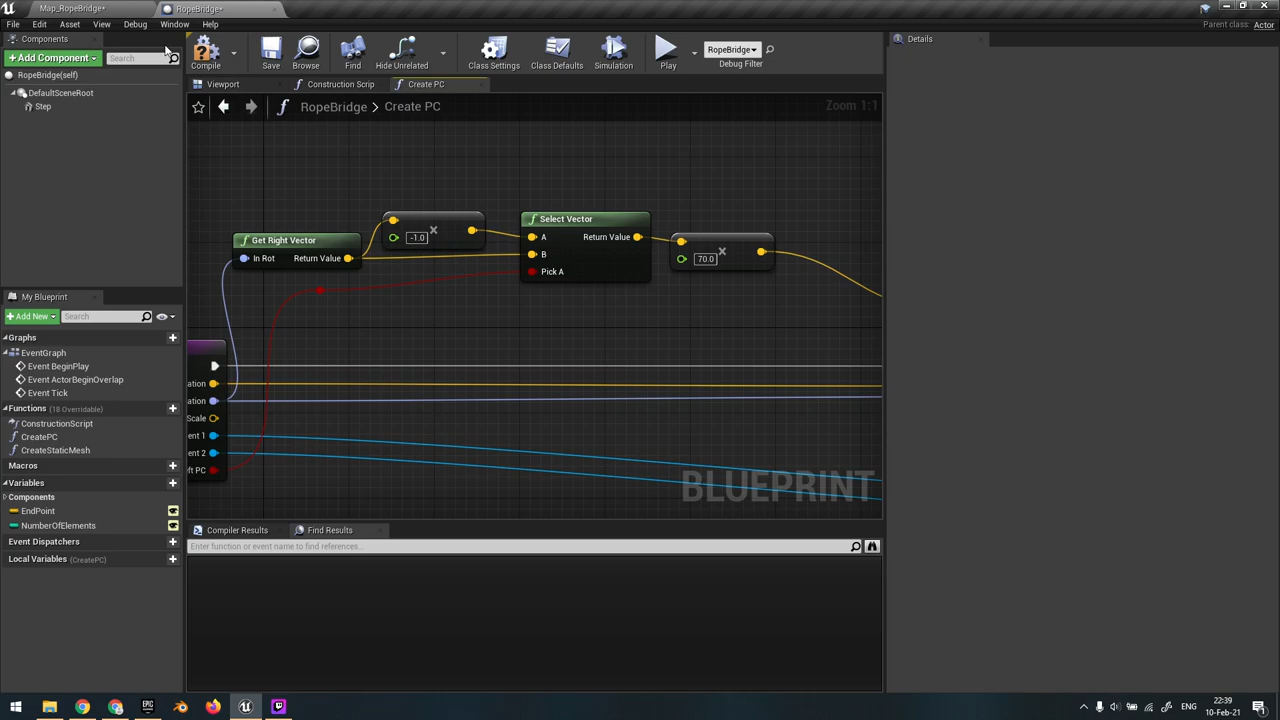 Map_RopeBridge*
RopeBridge*
File Edit Asset View Debug Window Help
Parent class: Actor
Components
+Add Component
Search
RopeBridge(self)
DefaultSceneRoot
Step
Compile
Save
Browse
Find
Hide Unrelated
Class Settings
Class Defaults
Simulation
Play
RopeBridge
Debug Filter
Details
Viewport
Construction Scrip
Create PC
RopeBridge > Create PC
Zoom 1:1
Get Right Vector
In Rot Return Value
-1.0
Select Vector
A Return Value
B
Pick A
70.0
ation
ation
Scale
ent 1
ent 2
ft PC
BLUEPRINT
My Blueprint
+Add New
Search
Graphs
EventGraph
Event BeginPlay
Event ActorBeginOverlap
Event Tick
Functions (18 Overridable)
ConstructionScript
CreatePC
CreateStaticMesh
Macros
Variables
Components
EndPoint
NumberOfElements
Event Dispatchers
Local Variables (CreatePC)
Compiler Results
Find Results
Enter function or event name to find references...
EPIC
ENG
22:39
10-Feb-21